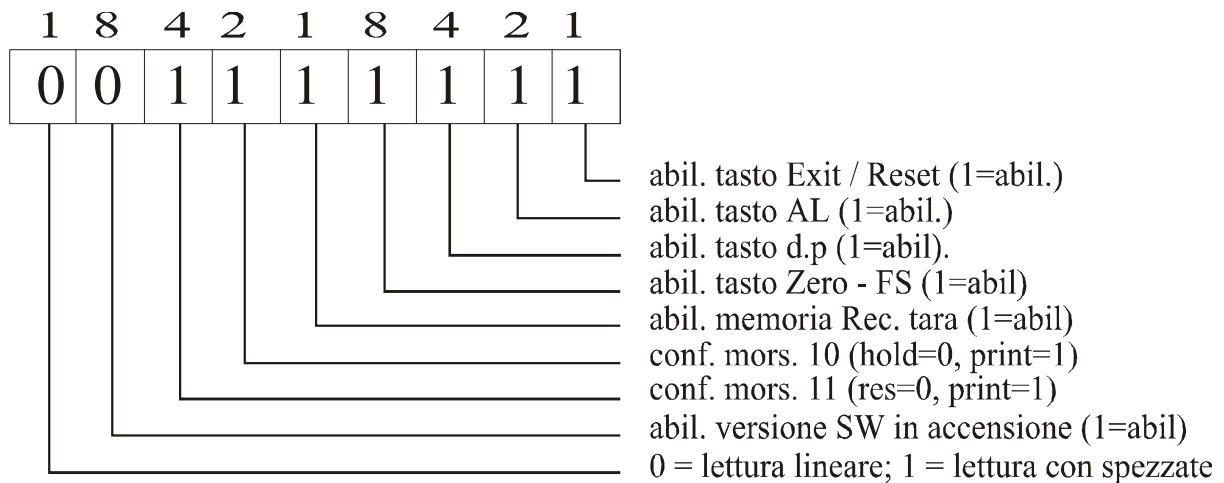 1 8 4 2 1 8 4 2 1
0 0 1 1 1 1 1 1 1
abil. tasto Exit / Reset (1=abil.)
abil. tasto AL (1=abil.)
abil. tasto d.p (1=abil).
abil. tasto Zero - FS (1=abil)
abil. memoria Rec. tara (1=abil)
conf. mors. 10 (hold=0, print=1)
conf. mors. 11 (res=0, print=1)
abil. versione SW in accensione (1=abil)
0 = lettura lineare; 1 = lettura con spezzate